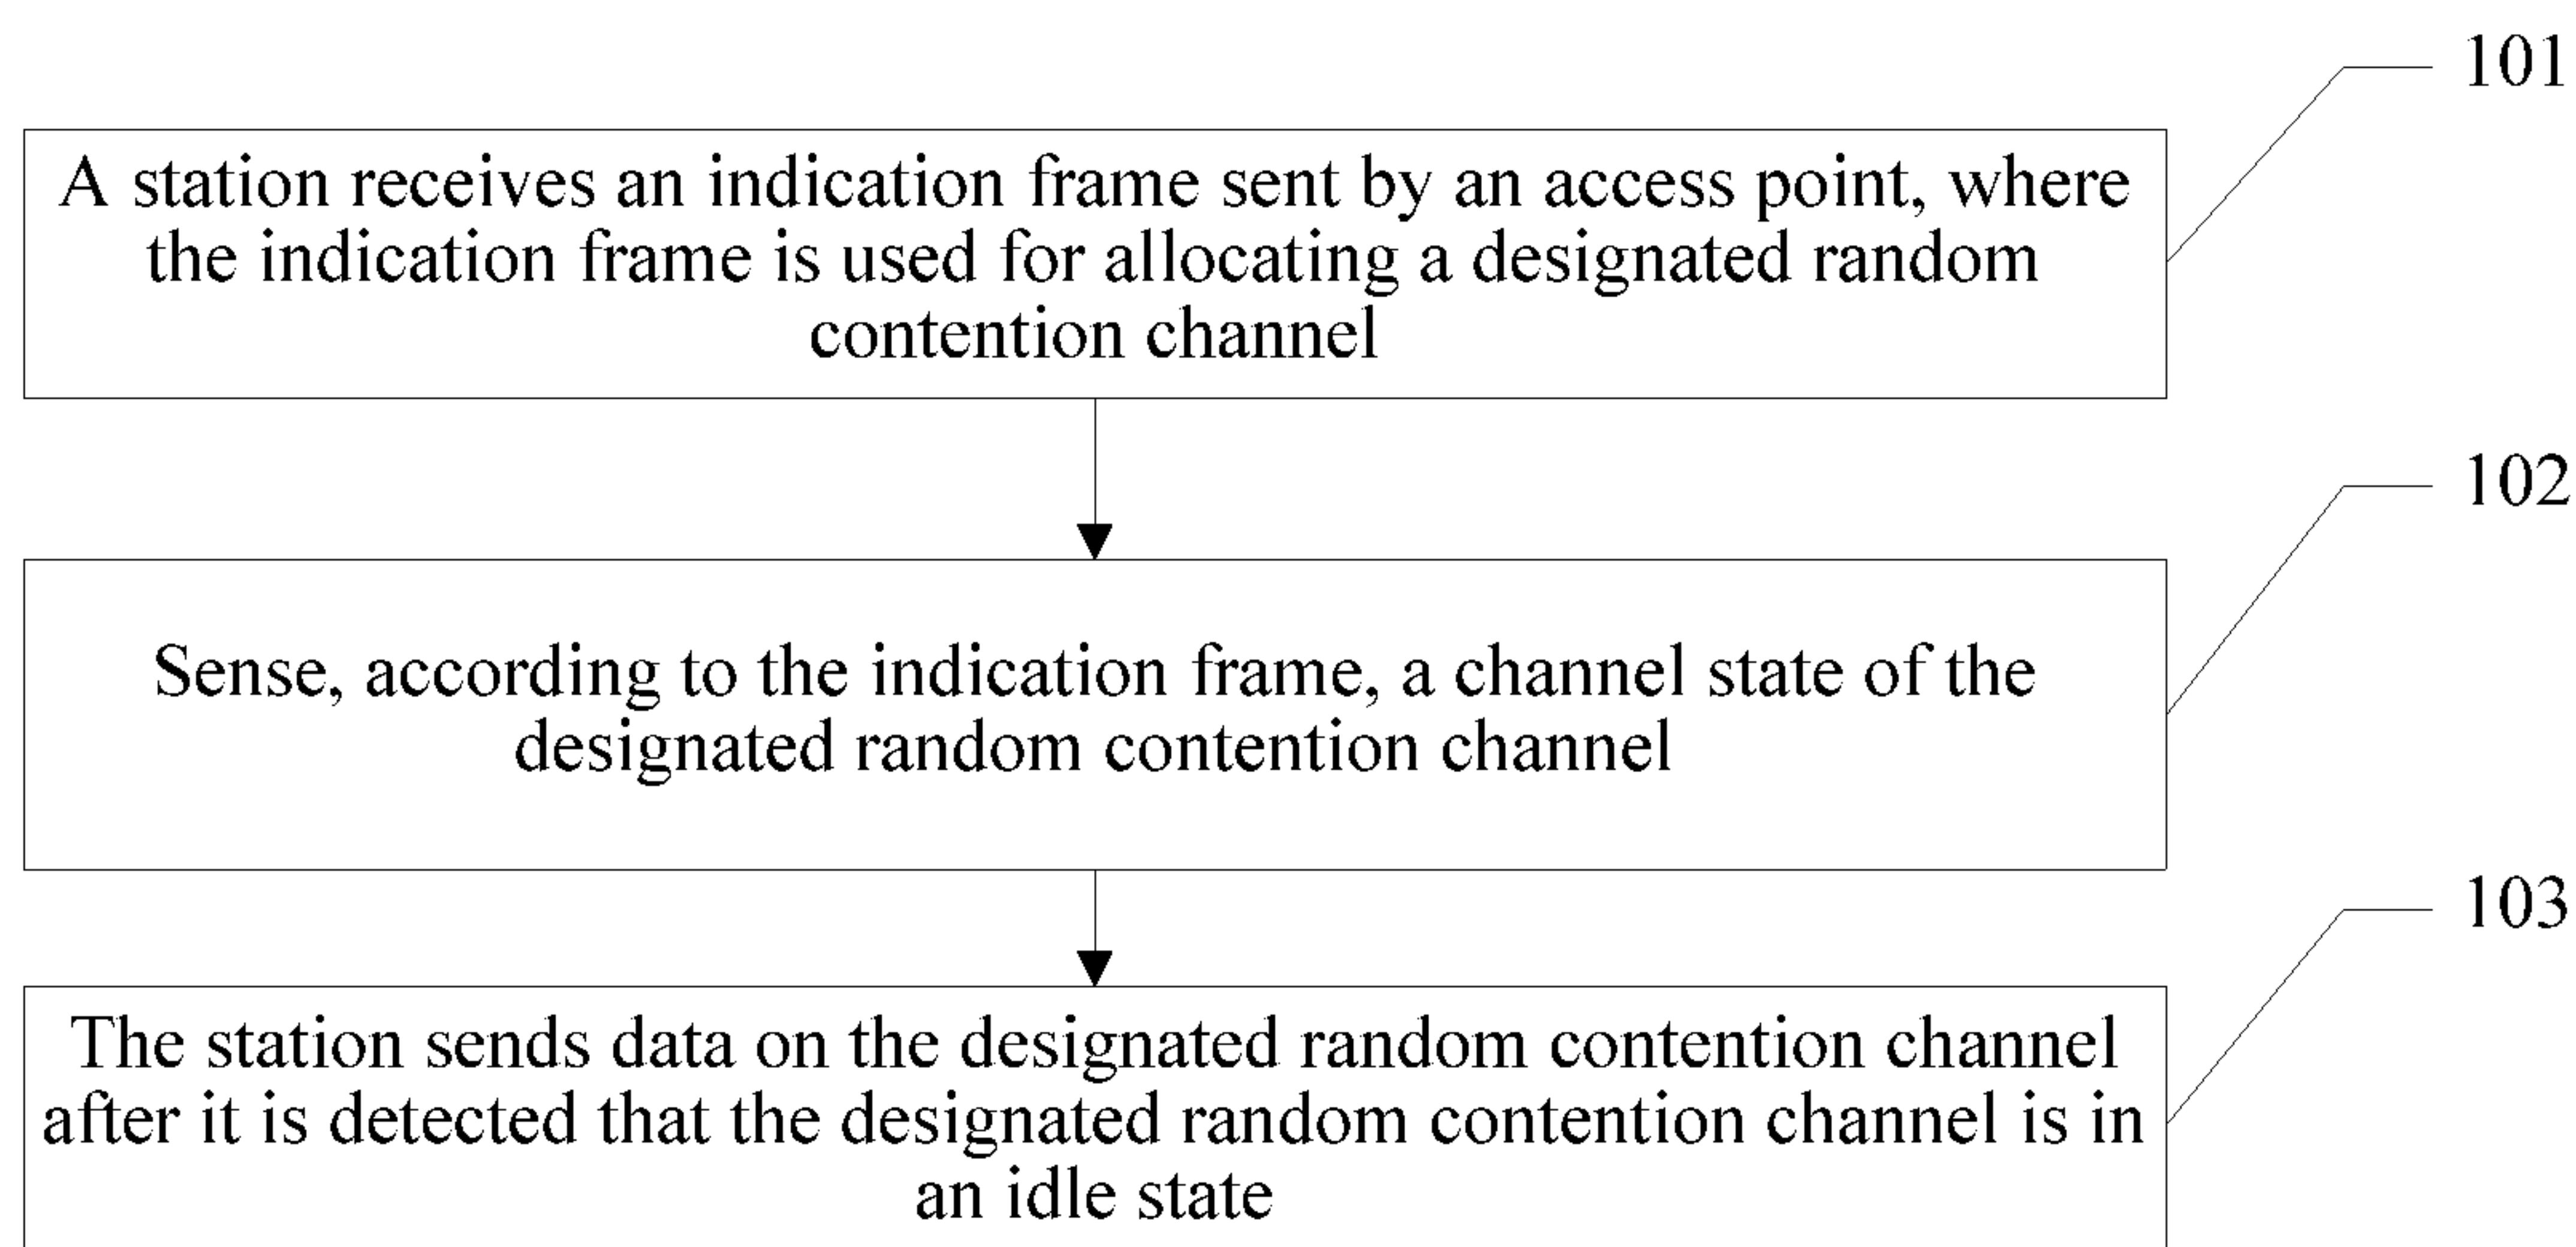 101
A station receives an indication frame sent by an access point, where
the indication frame is used for allocating a designated random
contention channel
102
Sense, according to the indication frame, a channel state of the
designated random contention channel
103
The station sends data on the designated random contention channel
after it is detected that the designated random contention channel is in
an idle state